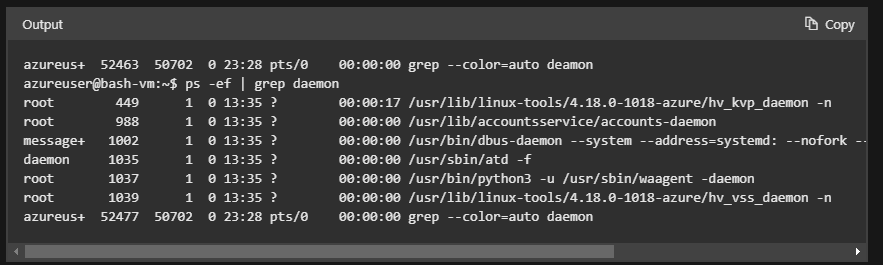 Output
Copy
azureus+  52463  50702  0 23:28 pts/0    00:00:00 grep --color=auto deamon
azureuser@bash-vm:~$ ps -ef | grep daemon
root        449      1  0 13:35 ?        00:00:17 /usr/lib/linux-tools/4.18.0-1018-azure/hv_kvp_daemon -n
root        988      1  0 13:35 ?        00:00:00 /usr/lib/accountsservice/accounts-daemon
message+   1002      1  0 13:35 ?        00:00:00 /usr/bin/dbus-daemon --system --address=systemd: --nofork --
daemon     1035      1  0 13:35 ?        00:00:00 /usr/sbin/atd -f
root       1037      1  0 13:35 ?        00:00:00 /usr/bin/python3 -u /usr/sbin/waagent -daemon
root       1039      1  0 13:35 ?        00:00:00 /usr/lib/linux-tools/4.18.0-1018-azure/hv_vss_daemon -n
azureus+  52477  50702  0 23:28 pts/0    00:00:00 grep --color=auto daemon